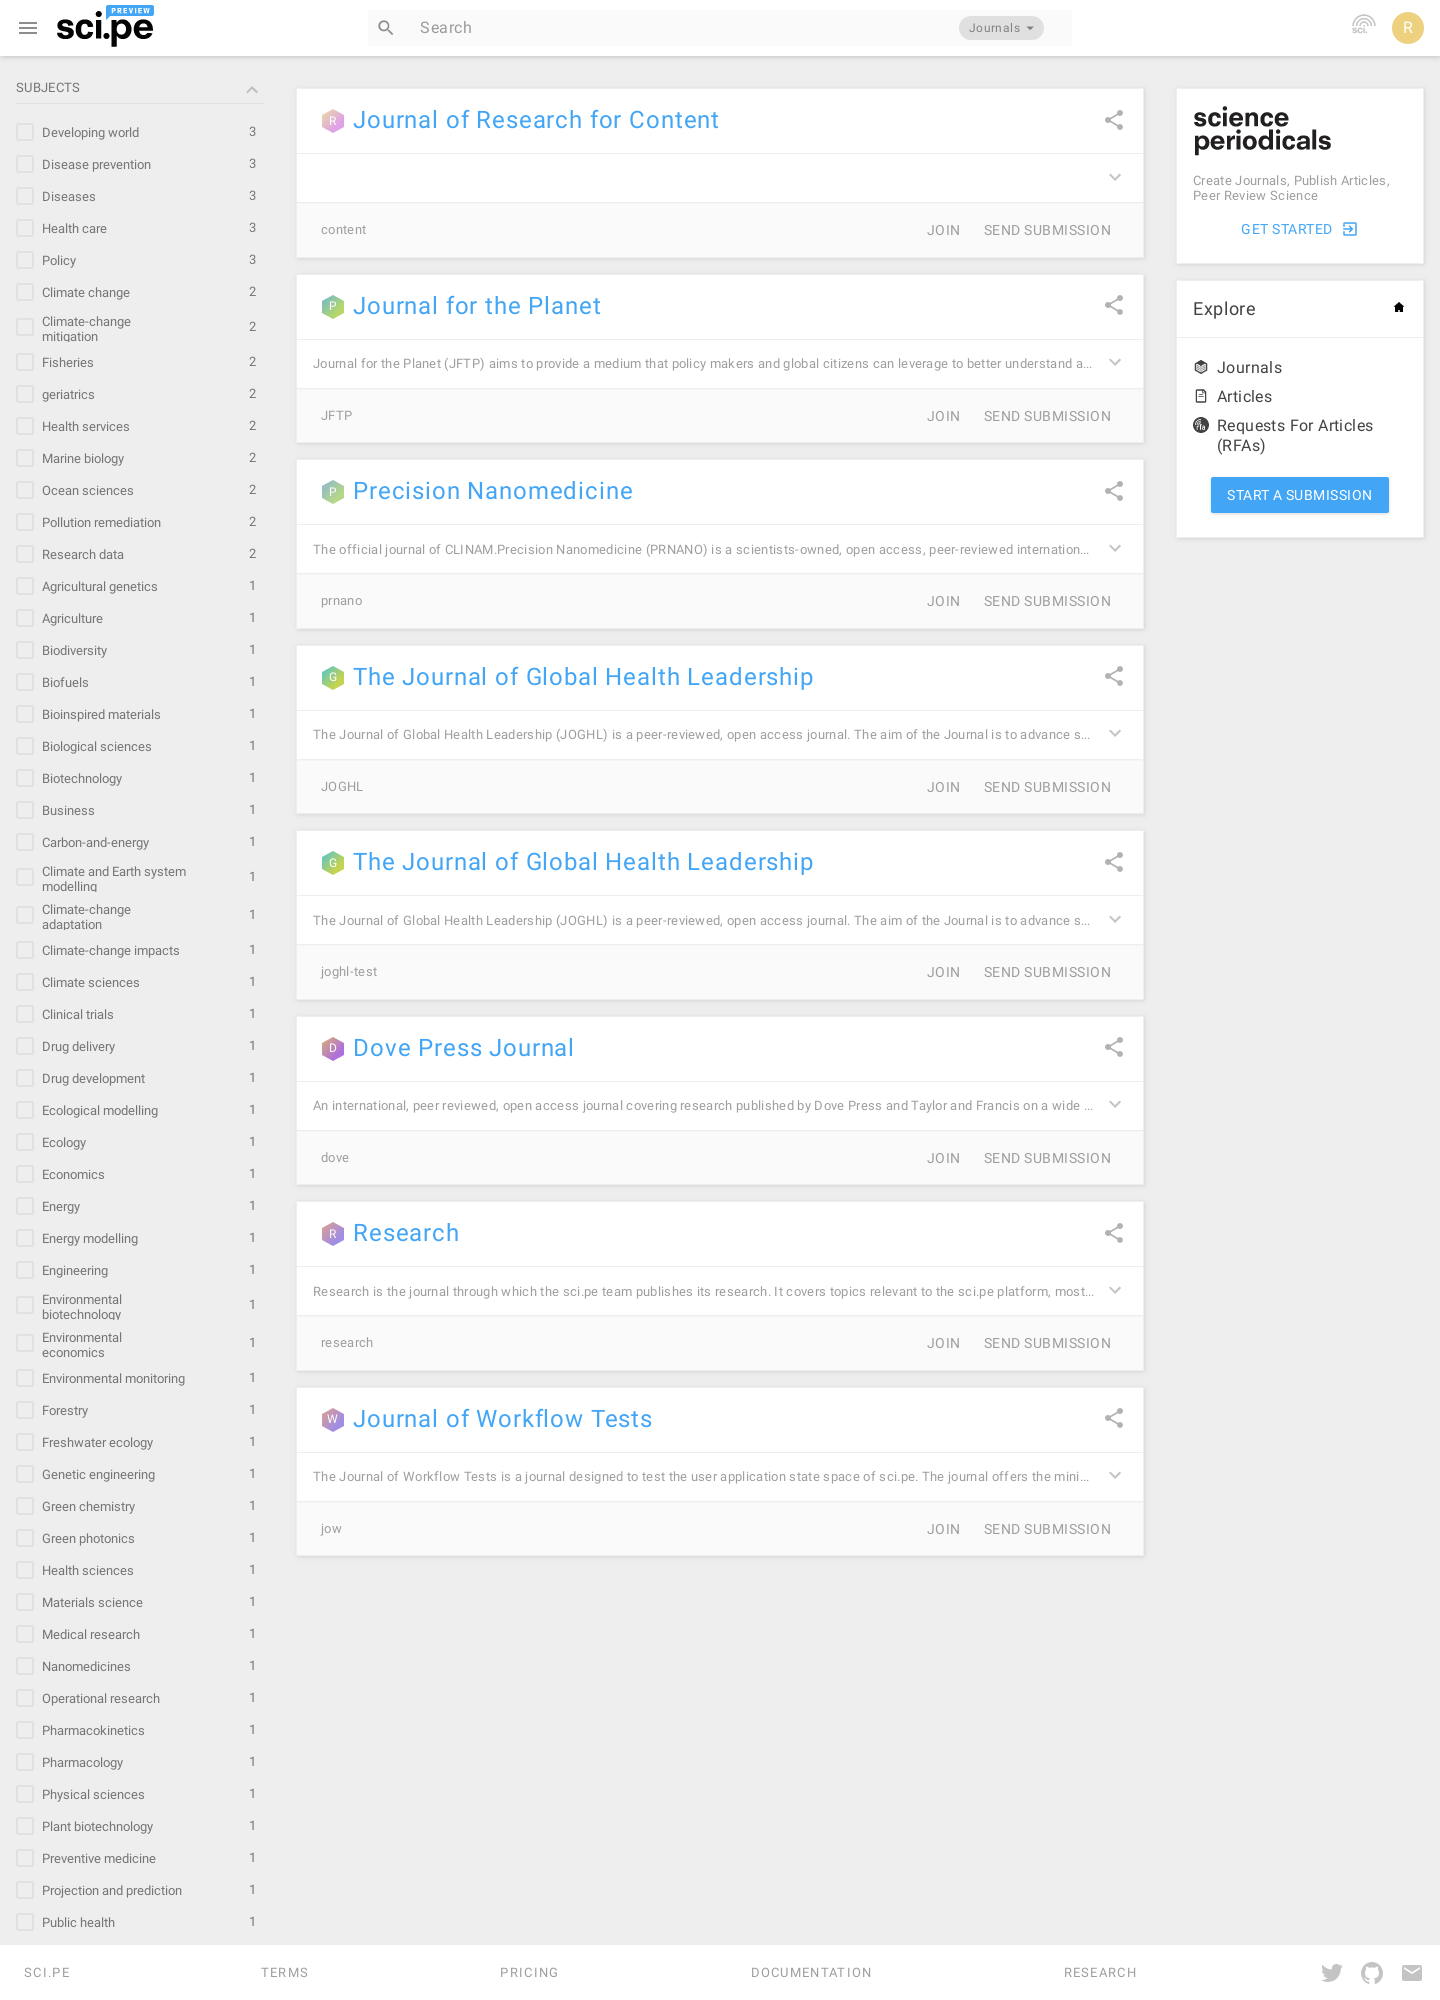 sci.pe
PREVIEW
Search
Journals
sci.
R
SUBJECTS
Developing world 3
Disease prevention 3
Diseases 3
Health care 3
Policy 3
Climate change 2
Climate-change
mitigation 2
Fisheries 2
geriatrics 2
Health services 2
Marine biology 2
Ocean sciences 2
Pollution remediation 2
Research data 2
Agricultural genetics 1
Agriculture 1
Biodiversity 1
Biofuels 1
Bioinspired materials 1
Biological sciences 1
Biotechnology 1
Business 1
Carbon-and-energy 1
Climate and Earth system
modelling 1
Climate-change
adaptation 1
Climate-change impacts 1
Climate sciences 1
Clinical trials 1
Drug delivery 1
Drug development 1
Ecological modelling 1
Ecology 1
Economics 1
Energy 1
Energy modelling 1
Engineering 1
Environmental
biotechnology 1
Environmental
economics 1
Environmental monitoring 1
Forestry 1
Freshwater ecology 1
Genetic engineering 1
Green chemistry 1
Green photonics 1
Health sciences 1
Materials science 1
Medical research 1
Nanomedicines 1
Operational research 1
Pharmacokinetics 1
Pharmacology 1
Physical sciences 1
Plant biotechnology 1
Preventive medicine 1
Projection and prediction 1
Public health 1
R Journal of Research for Content
content JOIN SEND SUBMISSION
P Journal for the Planet
Journal for the Planet (JFTP) aims to provide a medium that policy makers and global citizens can leverage to better understand a...
JFTP JOIN SEND SUBMISSION
P Precision Nanomedicine
The official journal of CLINAM.Precision Nanomedicine (PRNANO) is a scientists-owned, open access, peer-reviewed internation...
prnano JOIN SEND SUBMISSION
G The Journal of Global Health Leadership
The Journal of Global Health Leadership (JOGHL) is a peer-reviewed, open access journal. The aim of the Journal is to advance s...
JOGHL JOIN SEND SUBMISSION
G The Journal of Global Health Leadership
The Journal of Global Health Leadership (JOGHL) is a peer-reviewed, open access journal. The aim of the Journal is to advance s...
joghl-test JOIN SEND SUBMISSION
D Dove Press Journal
An international, peer reviewed, open access journal covering research published by Dove Press and Taylor and Francis on a wide ...
dove JOIN SEND SUBMISSION
R Research
Research is the journal through which the sci.pe team publishes its research. It covers topics relevant to the sci.pe platform, most...
research JOIN SEND SUBMISSION
W Journal of Workflow Tests
The Journal of Workflow Tests is a journal designed to test the user application state space of sci.pe. The journal offers the mini...
jow JOIN SEND SUBMISSION
science
periodicals
Create Journals, Publish Articles,
Peer Review Science
GET STARTED
Explore
Journals
Articles
Requests For Articles
(RFAs)
START A SUBMISSION
SCI.PE TERMS PRICING DOCUMENTATION RESEARCH